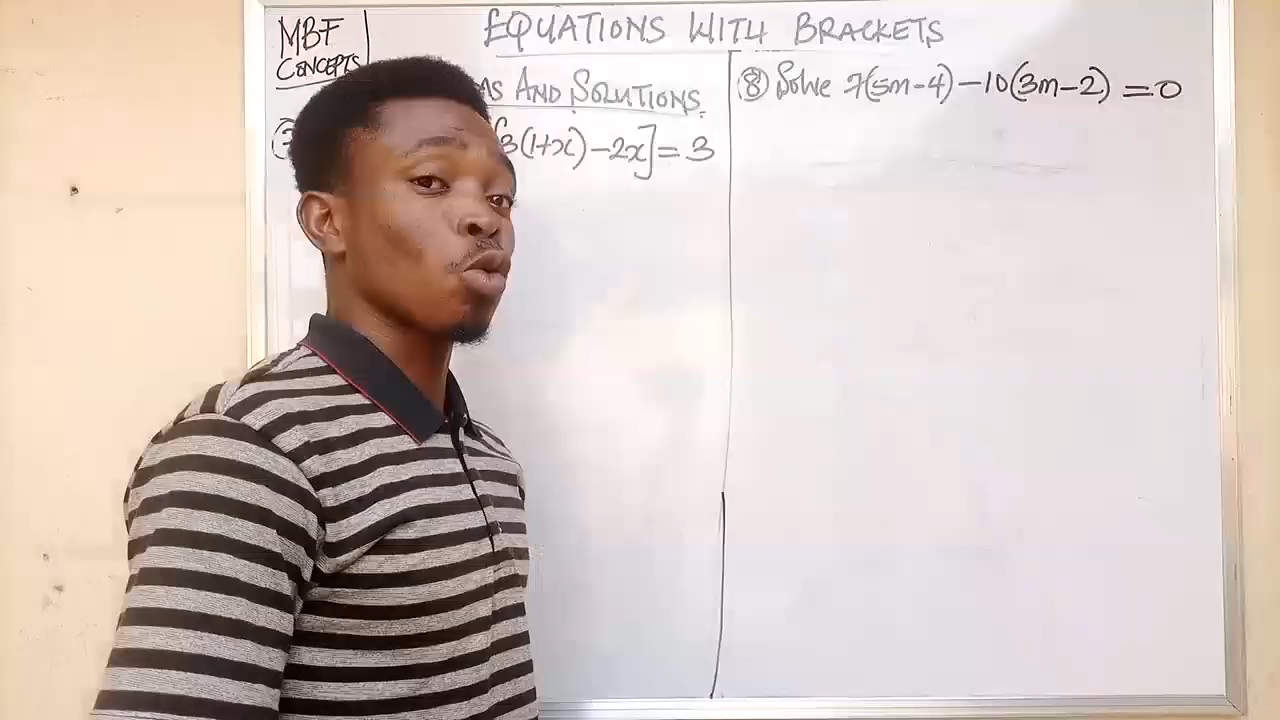 MBF
CONCEPTS
EQUATIONS WITH BRACKETS
AND SOLUTIONS
3(1+x)-2x]=3
⑧ Solve 7(5m-4)-10(3m-2)=0